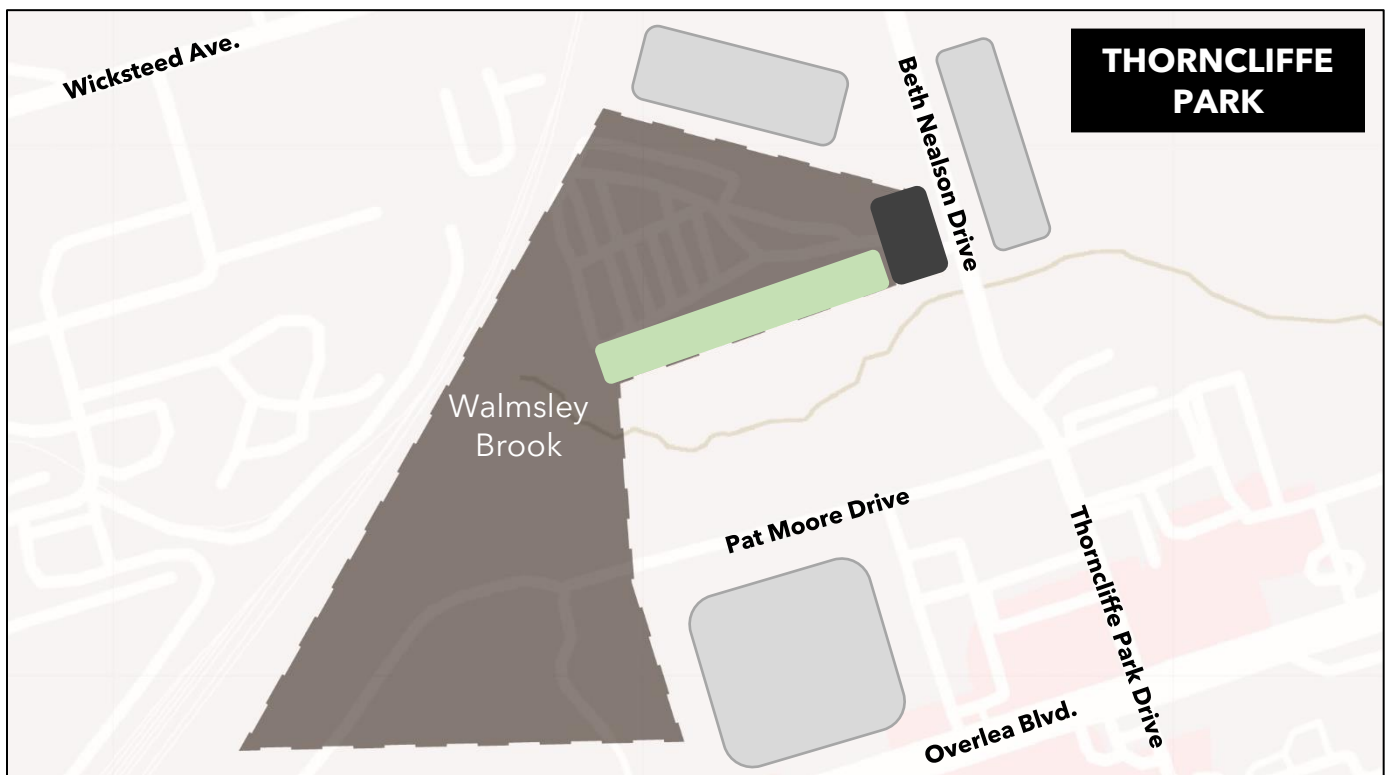 Wicksteed Ave.
THORNCLIFFE
PARK
Beth Nealson Drive
Walmsley
Brook
Pat Moore Drive
Thorncliffe Park Drive
Overlea Blvd.